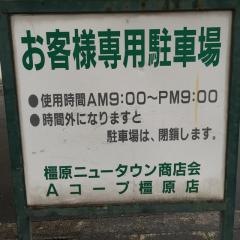 お客様専用駐車場
●使用時間AM9:00～PM9:00
●時間外になりますと
駐車場は、閉鎖します。
橿原ニュータウン商店会
Aコープ橿原店